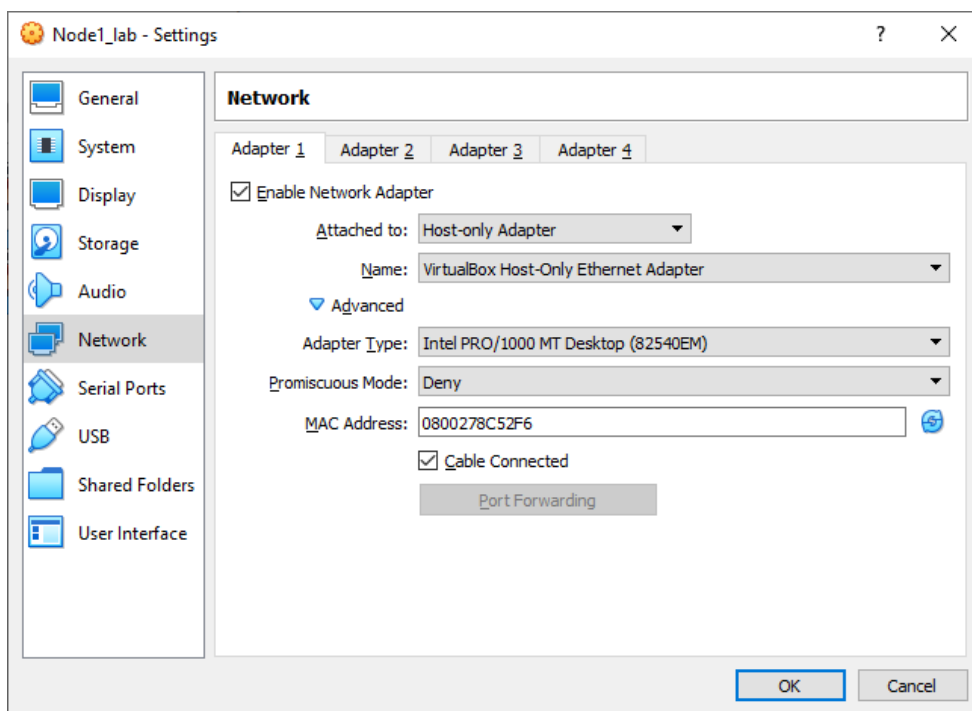 Node1_lab - Settings
?
General
System
Display
Storage
Audio
Network
Serial Ports
USB
Shared Folders
User Interface
Network
Adapter 1 Adapter 2 Adapter 3 Adapter 4
Enable Network Adapter
Attached to: Host-only Adapter
Name: VirtualBox Host-Only Ethernet Adapter
Advanced
Adapter Type: Intel PRO/1000 MT Desktop (82540EM)
Promiscuous Mode: Deny
MAC Address: 0800278C52F6
Cable Connected
Port Forwarding
OK Cancel